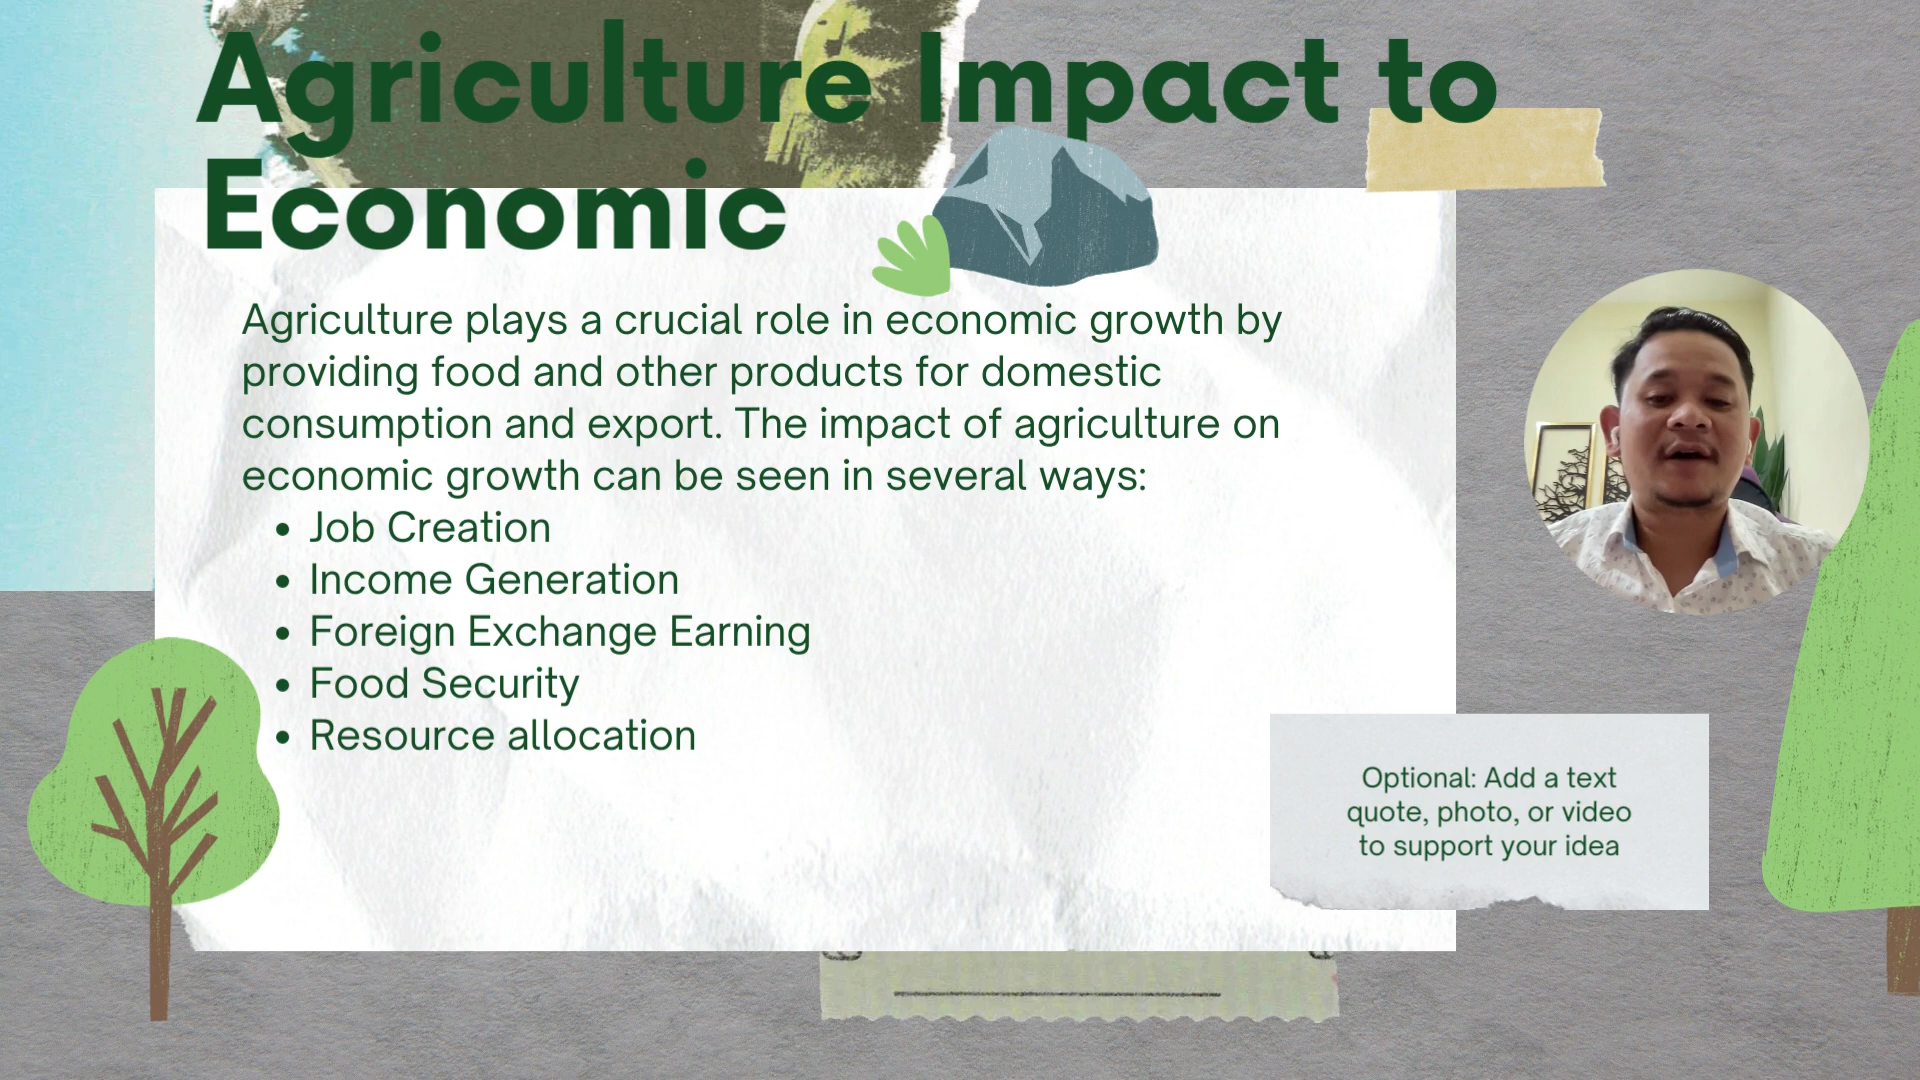 Agriculture Impact to
Economic
Agriculture plays a crucial role in economic growth by
providing food and other products for domestic
consumption and export. The impact of agriculture on
economic growth can be seen in several ways:
• Job Creation
• Income Generation
• Foreign Exchange Earning
• Food Security
• Resource allocation
Optional: Add a text
quote, photo, or video
to support your idea